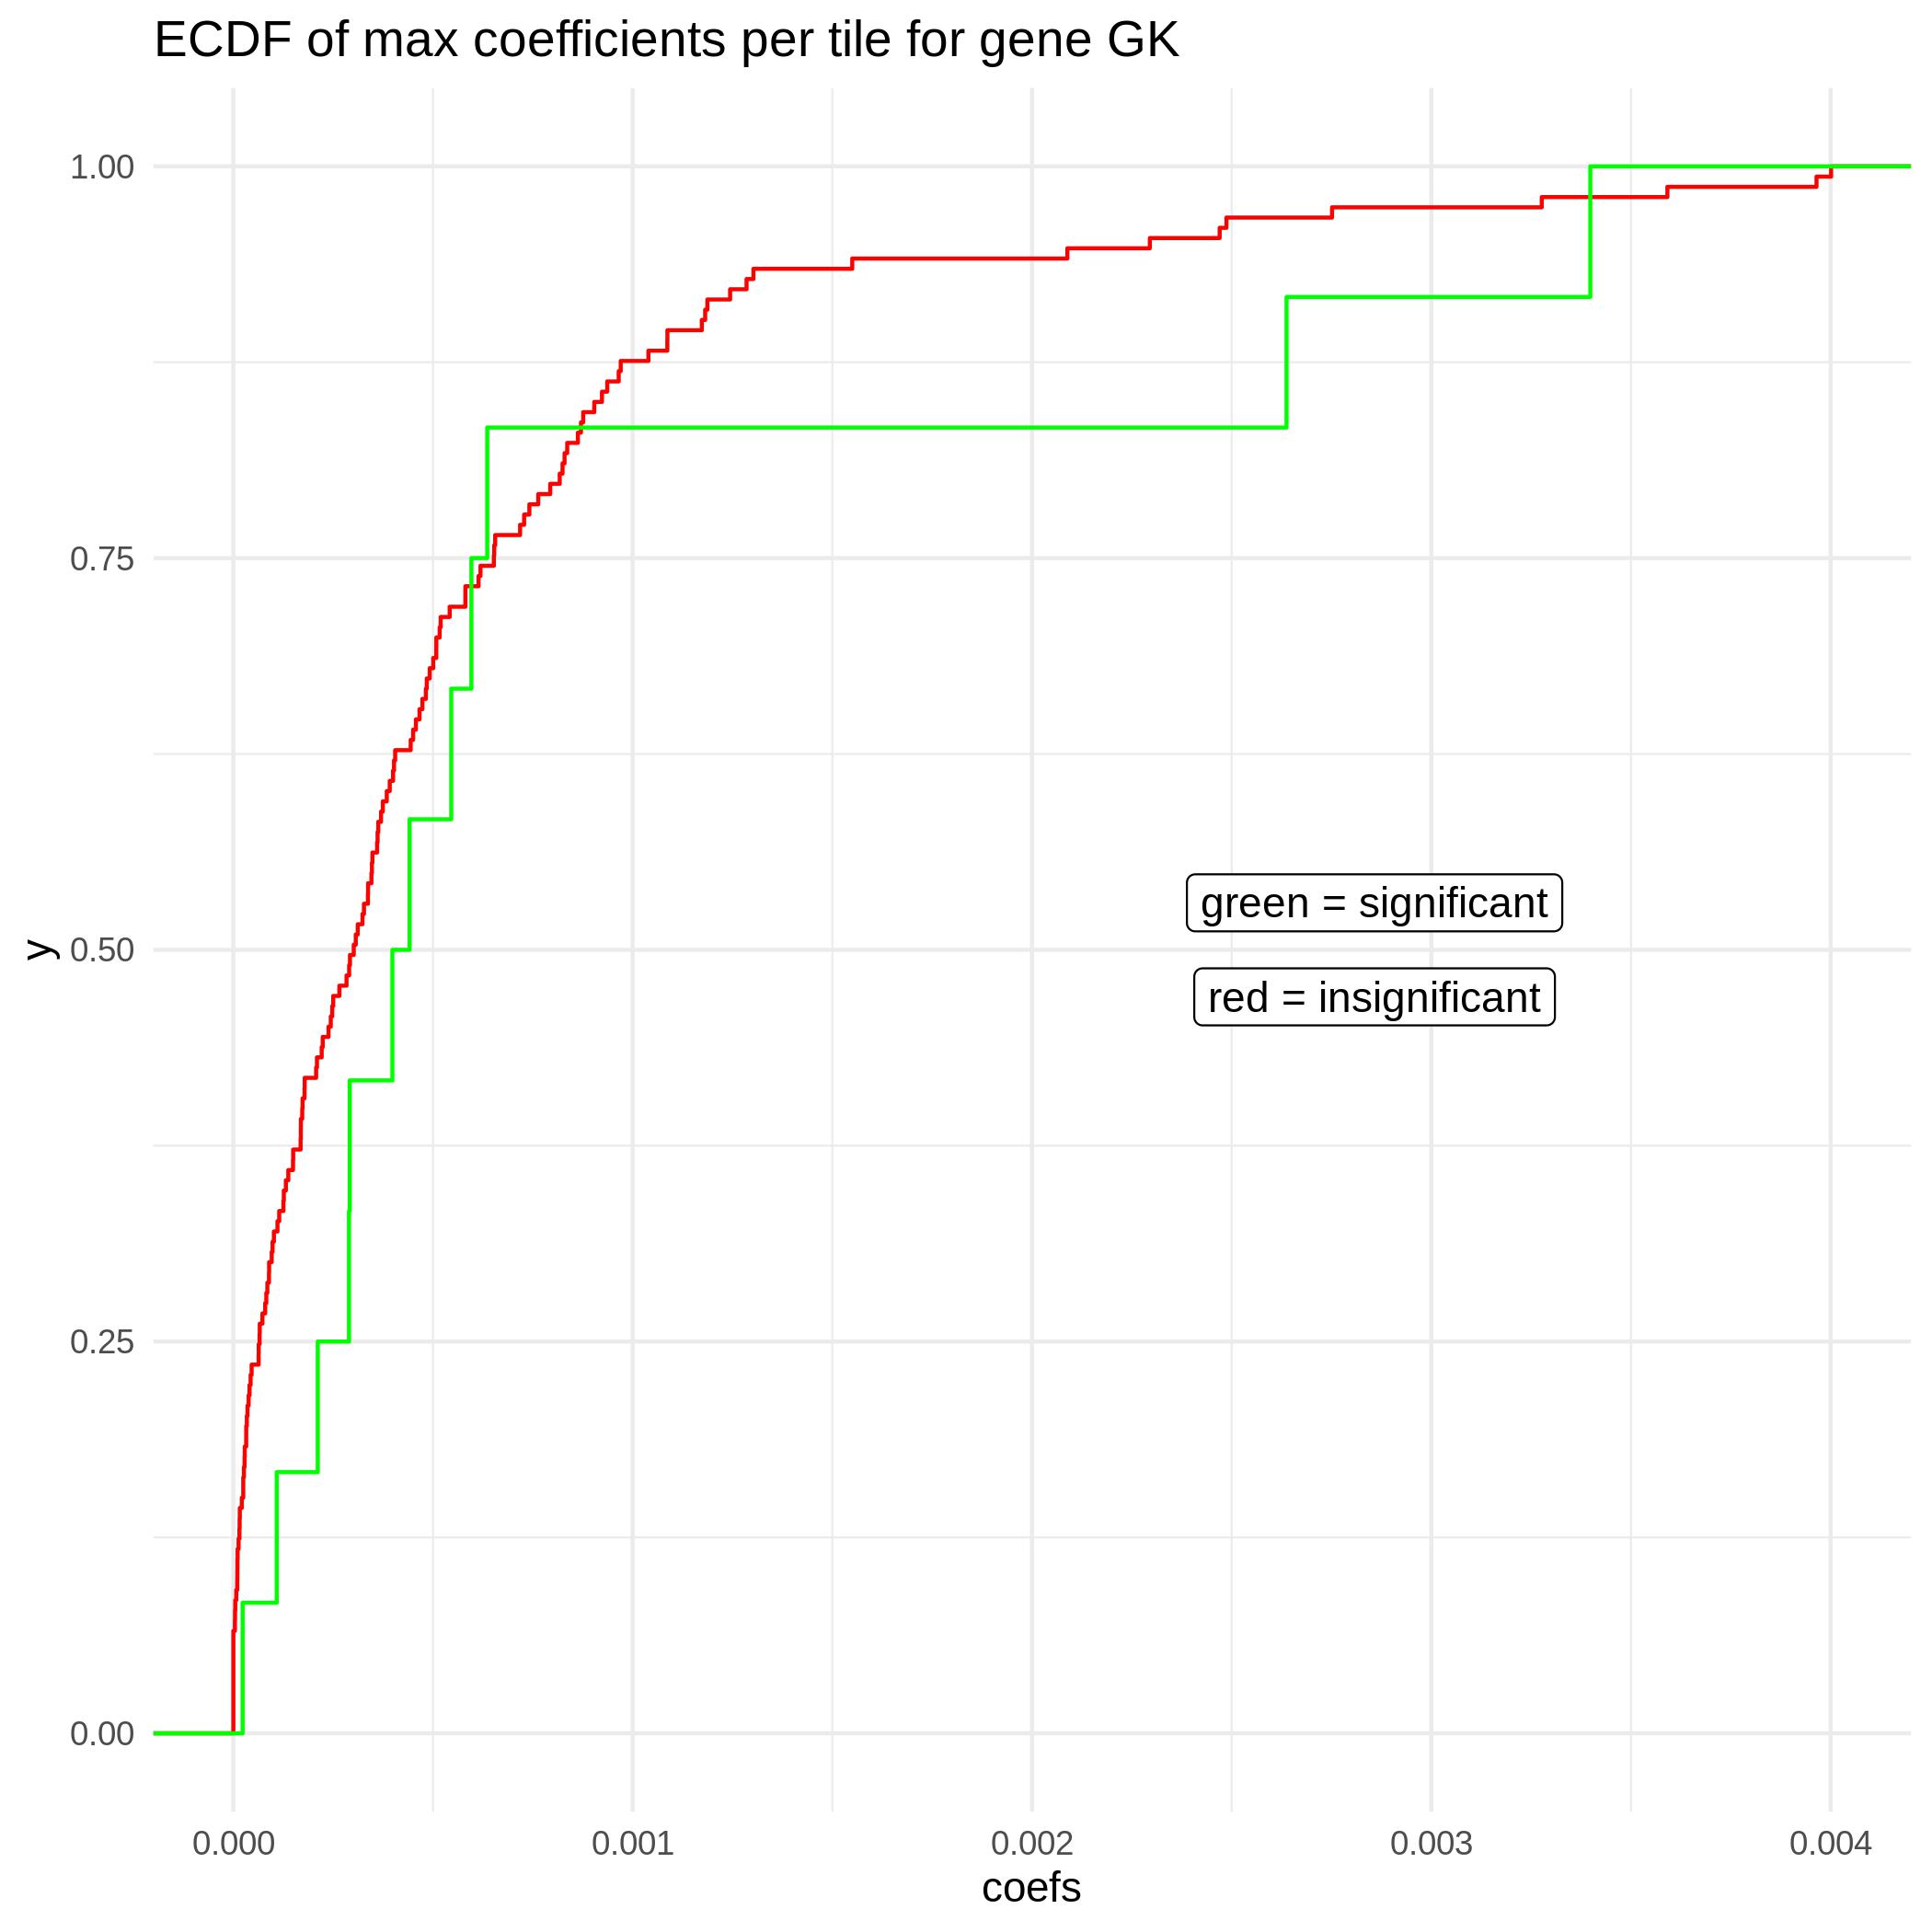 ECDF of max coefficients per tile for gene GK
1.00
0.75
0.50
0.25
0.00
y
green = significant
red = insignificant
0.000 0.001 0.002 0.003 0.004
coefs